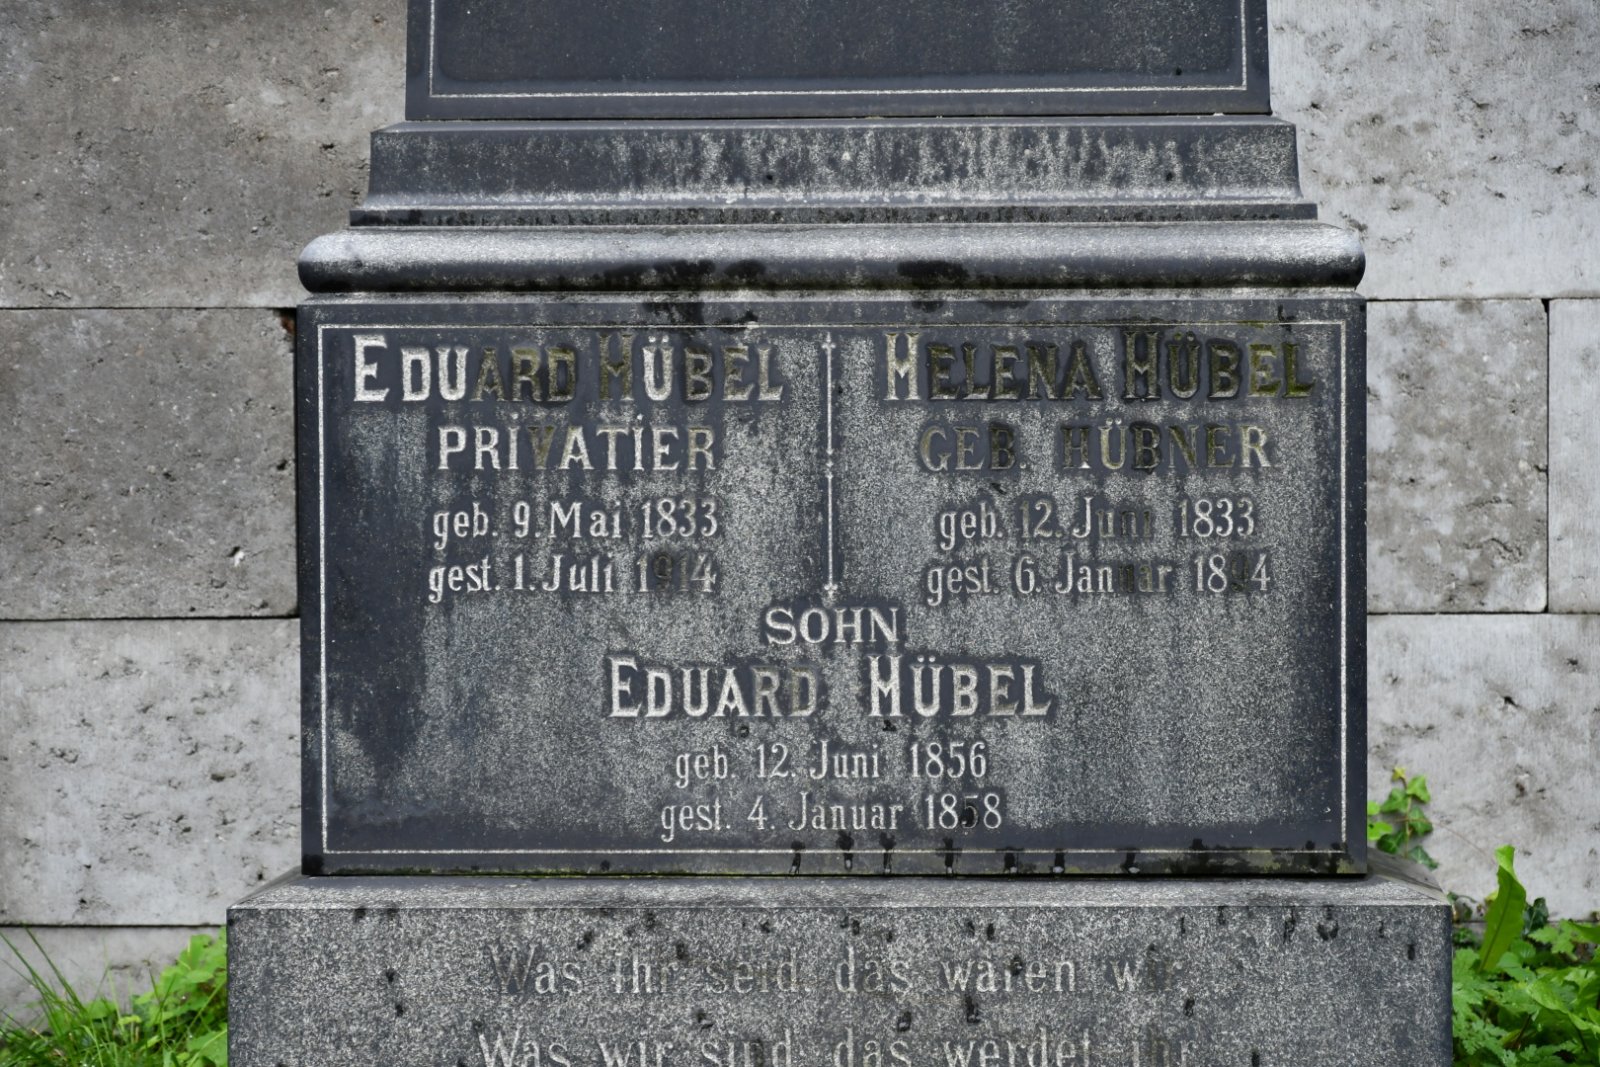 EDUARD HÜBEL
PRIVATIER
geb. 9. Mai 1833
gest. 1. Juli 1914
HELENA HÜBEL
GEB. HÜBNER
geb. 12. Juni 1833
gest. 6. Januar 1894
SOHN
EDUARD HÜBEL
geb. 12. Juni 1856
gest. 4. Januar 1858
Was ihr seid das waren wir
Was wir sind das werdet ihr